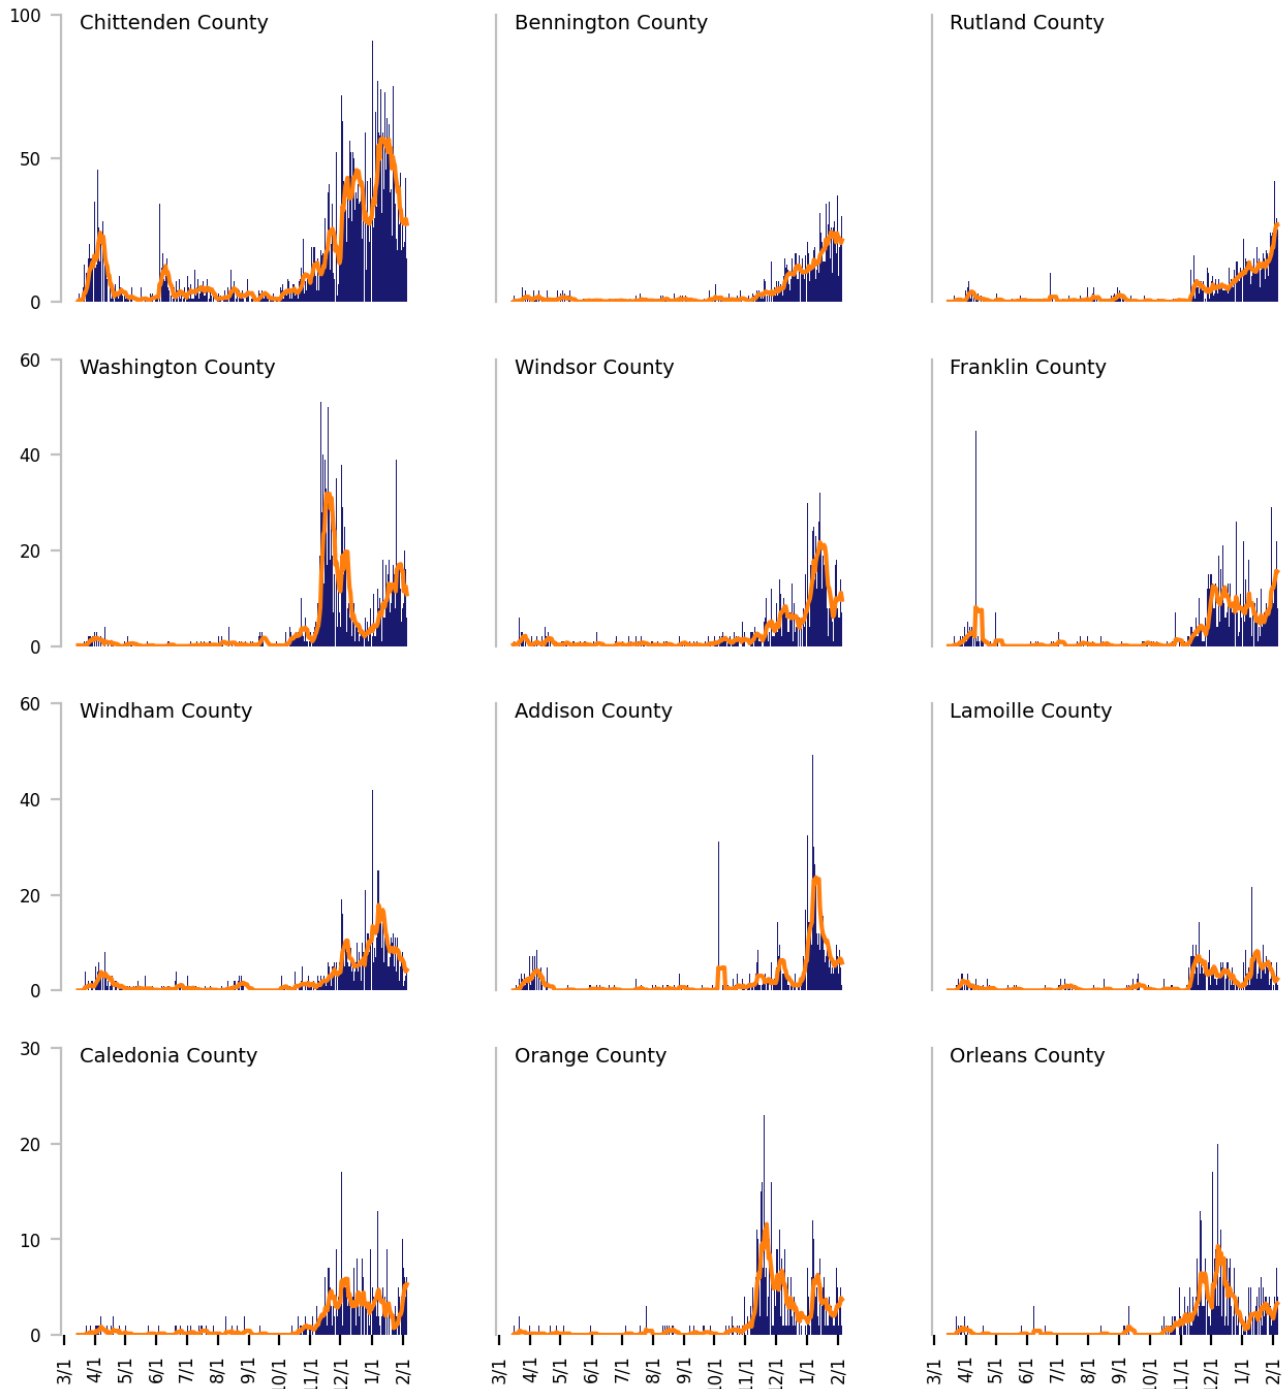 100 Chittenden County Bennington County Rutland County
50
0
60 Washington County Windsor County Franklin County
40
20
0
60 Windham County Addison County Lamoille County
40
20
0
30 Caledonia County Orange County Orleans County
20
10
0
3/1 4/1 5/1 6/1 7/1 8/1 9/1 10/1 11/1 12/1 1/1 2/1 3/1 4/1 5/1 6/1 7/1 8/1 9/1 10/1 11/1 12/1 1/1 2/1 3/1 4/1 5/1 6/1 7/1 8/1 9/1 10/1 11/1 12/1 1/1 2/1